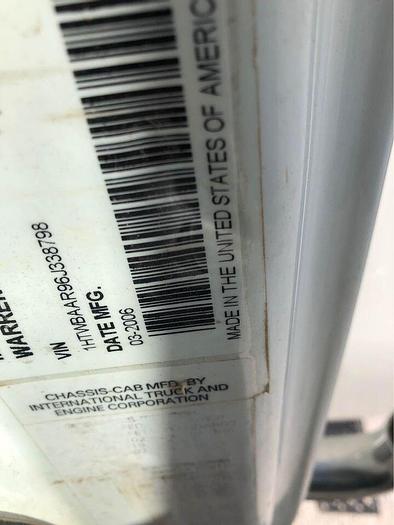 WARREN
VIN
1HTMBAAR96J338798
DATE MFG.
03-2006
MADE IN THE UNITED STATES OF AMERIC
CHASSIS-CAB MFD. BY
INTERNATIONAL TRUCK AND
ENGINE CORPORATION